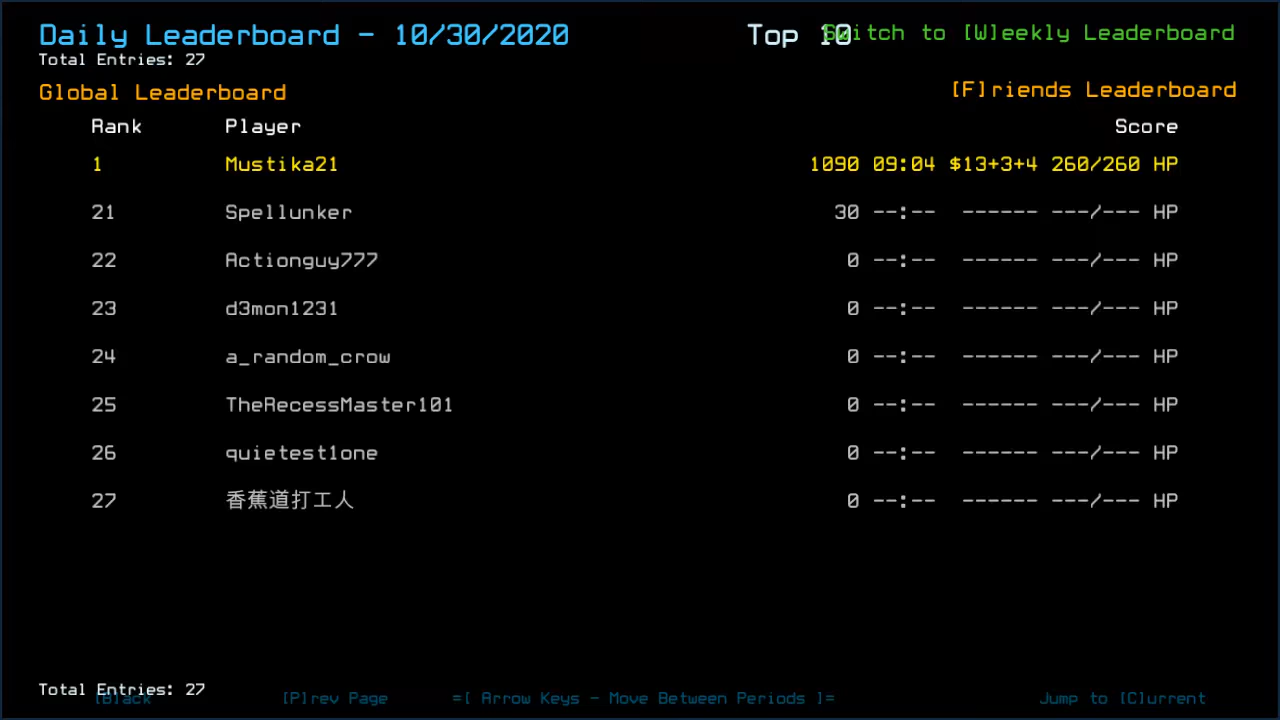 Daily Leaderboard - 10/30/2020 Top 10 Switch to [W]eekly Leaderboard
Total Entries: 27
Global Leaderboard [F]riends Leaderboard
Rank Player Score
1 Mustika21 1090 09:04 $13+3+4 260/260 HP
21 Spellunker 30 --:-- ------ ---/--- HP
22 Actionguy777 0 --:-- ------ ---/--- HP
23 d3mon1231 0 --:-- ------ ---/--- HP
24 a_random_crow 0 --:-- ------ ---/--- HP
25 TheRecessMaster101 0 --:-- ------ ---/--- HP
26 quietest1one 0 --:-- ------ ---/--- HP
27 香蕉道打工人 0 --:-- ------ ---/--- HP
Total Entries: 27
[B]ack [P]rev Page =[ Arrow Keys - Move Between Periods ]= Jump to [C]urrent